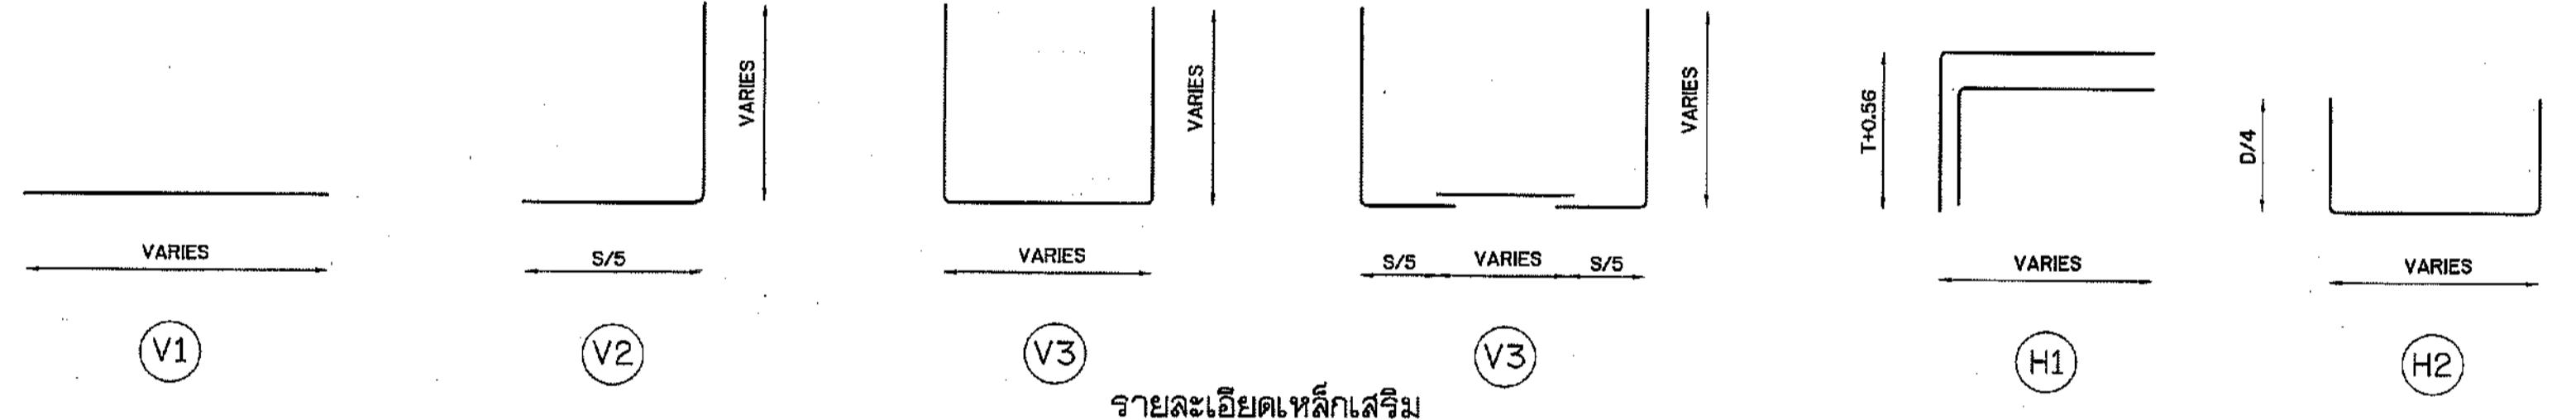 VARIES
V1
VARIES
S/5
V2
VARIES
VARIES
V3
VARIES
S/5 VARIES S/5
V3
T+0.56
VARIES
H1
D/4
VARIES
H2
รายละเอียดเหล็กเสริม